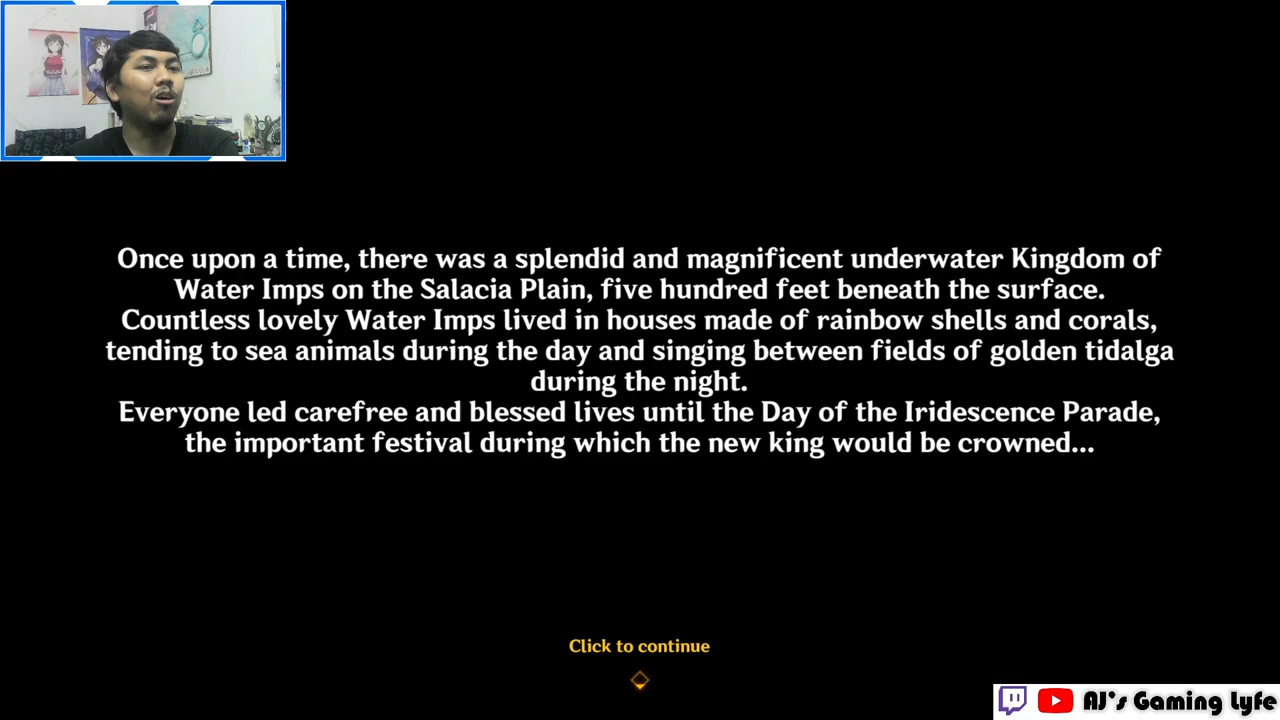 Once upon a time, there was a splendid and magnificent underwater Kingdom of
Water Imps on the Salacia Plain, five hundred feet beneath the surface.
Countless lovely Water Imps lived in houses made of rainbow shells and corals,
tending to sea animals during the day and singing between fields of golden tidalga
during the night.
Everyone led carefree and blessed lives until the Day of the Iridescence Parade,
the important festival during which the new king would be crowned...
Click to continue
AJ's Gaming Lyfe